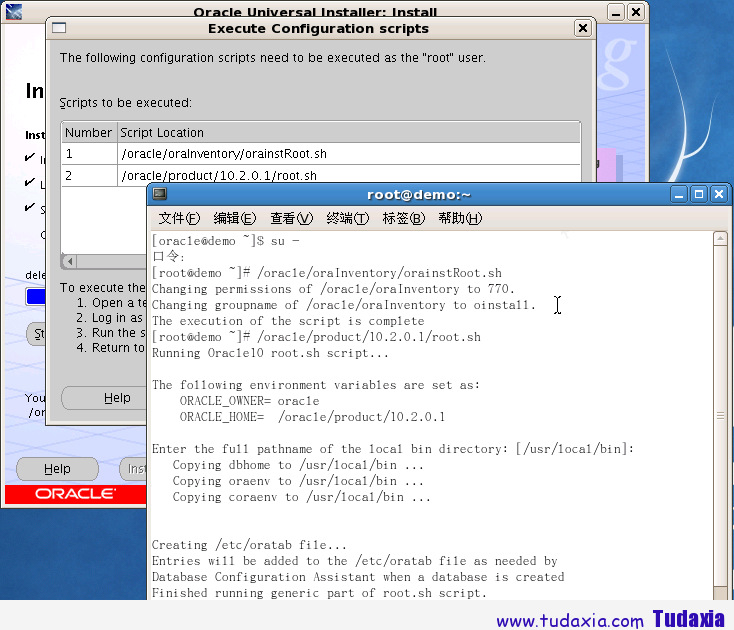 Oracle Universal Installer: Install
Execute Configuration scripts
The following configuration scripts need to be executed as the "root" user.
Scripts to be executed:
Number Script Location
1 /oracle/oraInventory/orainstRoot.sh
2 /oracle/product/10.2.0.1/root.sh
In
Inst
g
dele
To execute the
1. Open a te
2. Log in as
3. Run the s
4. Return to
St
You
/or
Help
Help
Inst
ORACLE
root@demo:~
文件(F) 编辑(E) 查看(V) 终端(T) 标签(B) 帮助(H)
[oracle@demo ~]$ su -
口令:
[root@demo ~]# /oracle/oraInventory/orainstRoot.sh
Changing permissions of /oracle/oraInventory to 770.
Changing groupname of /oracle/oraInventory to oinstall.
The execution of the script is complete
[root@demo ~]# /oracle/product/10.2.0.1/root.sh
Running Oracle10 root.sh script...
The following environment variables are set as:
ORACLE_OWNER= oracle
ORACLE_HOME=  /oracle/product/10.2.0.1
Enter the full pathname of the local bin directory: [/usr/local/bin]:
Copying dbhome to /usr/local/bin ...
Copying oraenv to /usr/local/bin ...
Copying coraenv to /usr/local/bin ...
Creating /etc/oratab file...
Entries will be added to the /etc/oratab file as needed by
Database Configuration Assistant when a database is created
Finished running generic part of root.sh script.
www.tudaxia.com Tudaxia